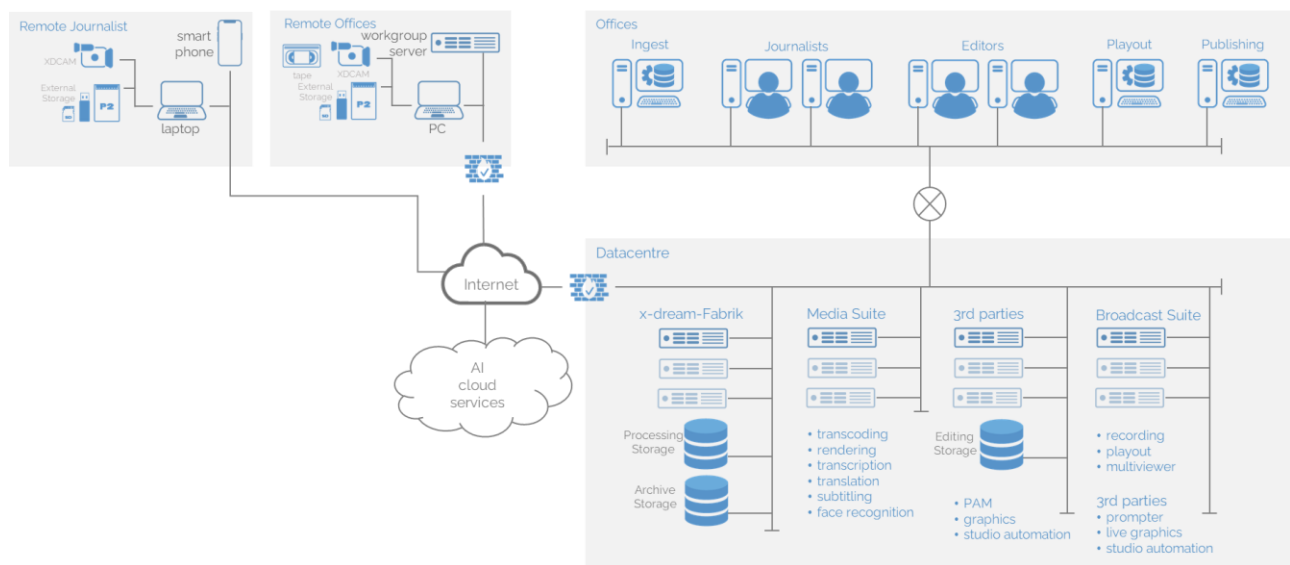 Remote Journalist
smart
phone
XDCAM
External
Storage
P2
laptop
Remote Offices
workgroup
server
tape
XDCAM
External
Storage
P2
PC
Offices
Ingest
Journalists
Editors
Playout
Publishing
Internet
AI
cloud
services
Datacentre
x-dream-Fabrik
Processing
Storage
Archive
Storage
Media Suite
• transcoding
• rendering
• transcription
• translation
• subtitling
• face recognition
3rd parties
Editing
Storage
• PAM
• graphics
• studio automation
Broadcast Suite
• recording
• playout
• multiviewer
3rd parties
• prompter
• live graphics
• studio automation